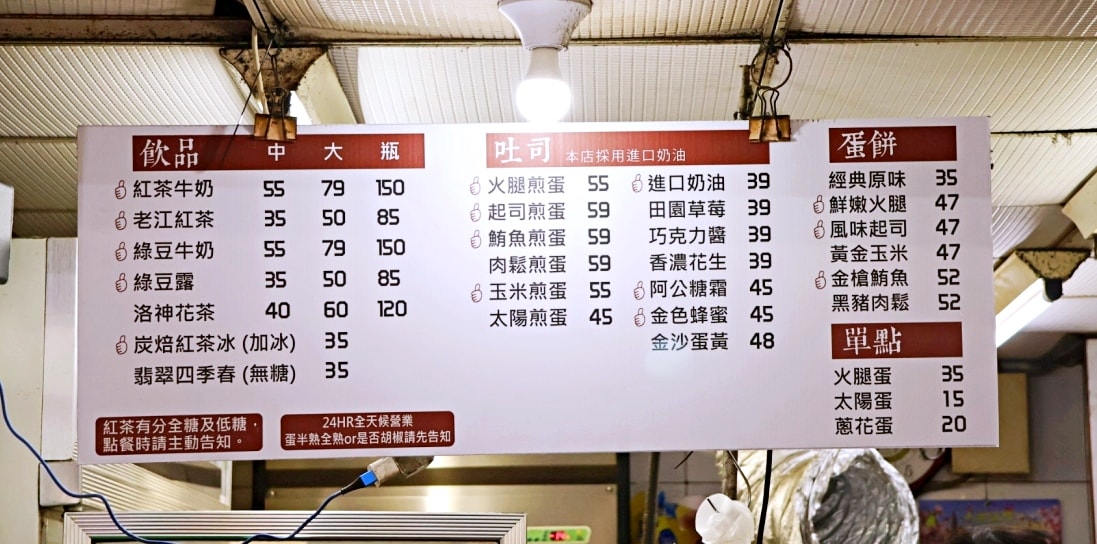 飲品 中 大 瓶
紅茶牛奶 55 79 150
老江紅茶 35 50 85
綠豆牛奶 55 79 150
綠豆露 35 50 85
洛神花茶 40 60 120
炭焙紅茶冰 (加冰) 35
翡翠四季春 (無糖) 35
紅茶有分全糖及低糖，
點餐時請主動告知。
24HR全天候營業
蛋半熟全熟or是否胡椒請先告知
吐司 本店採用進口奶油
火腿煎蛋 55
起司煎蛋 59
鮪魚煎蛋 59
肉鬆煎蛋 59
玉米煎蛋 55
太陽煎蛋 45
進口奶油 39
田園草莓 39
巧克力醬 39
香濃花生 39
阿公糖霜 45
金色蜂蜜 45
金沙蛋黃 48
蛋餅
經典原味 35
鮮嫩火腿 47
風味起司 47
黃金玉米 47
金槍鮪魚 52
黑豬肉鬆 52
單點
火腿蛋 35
太陽蛋 15
蔥花蛋 20